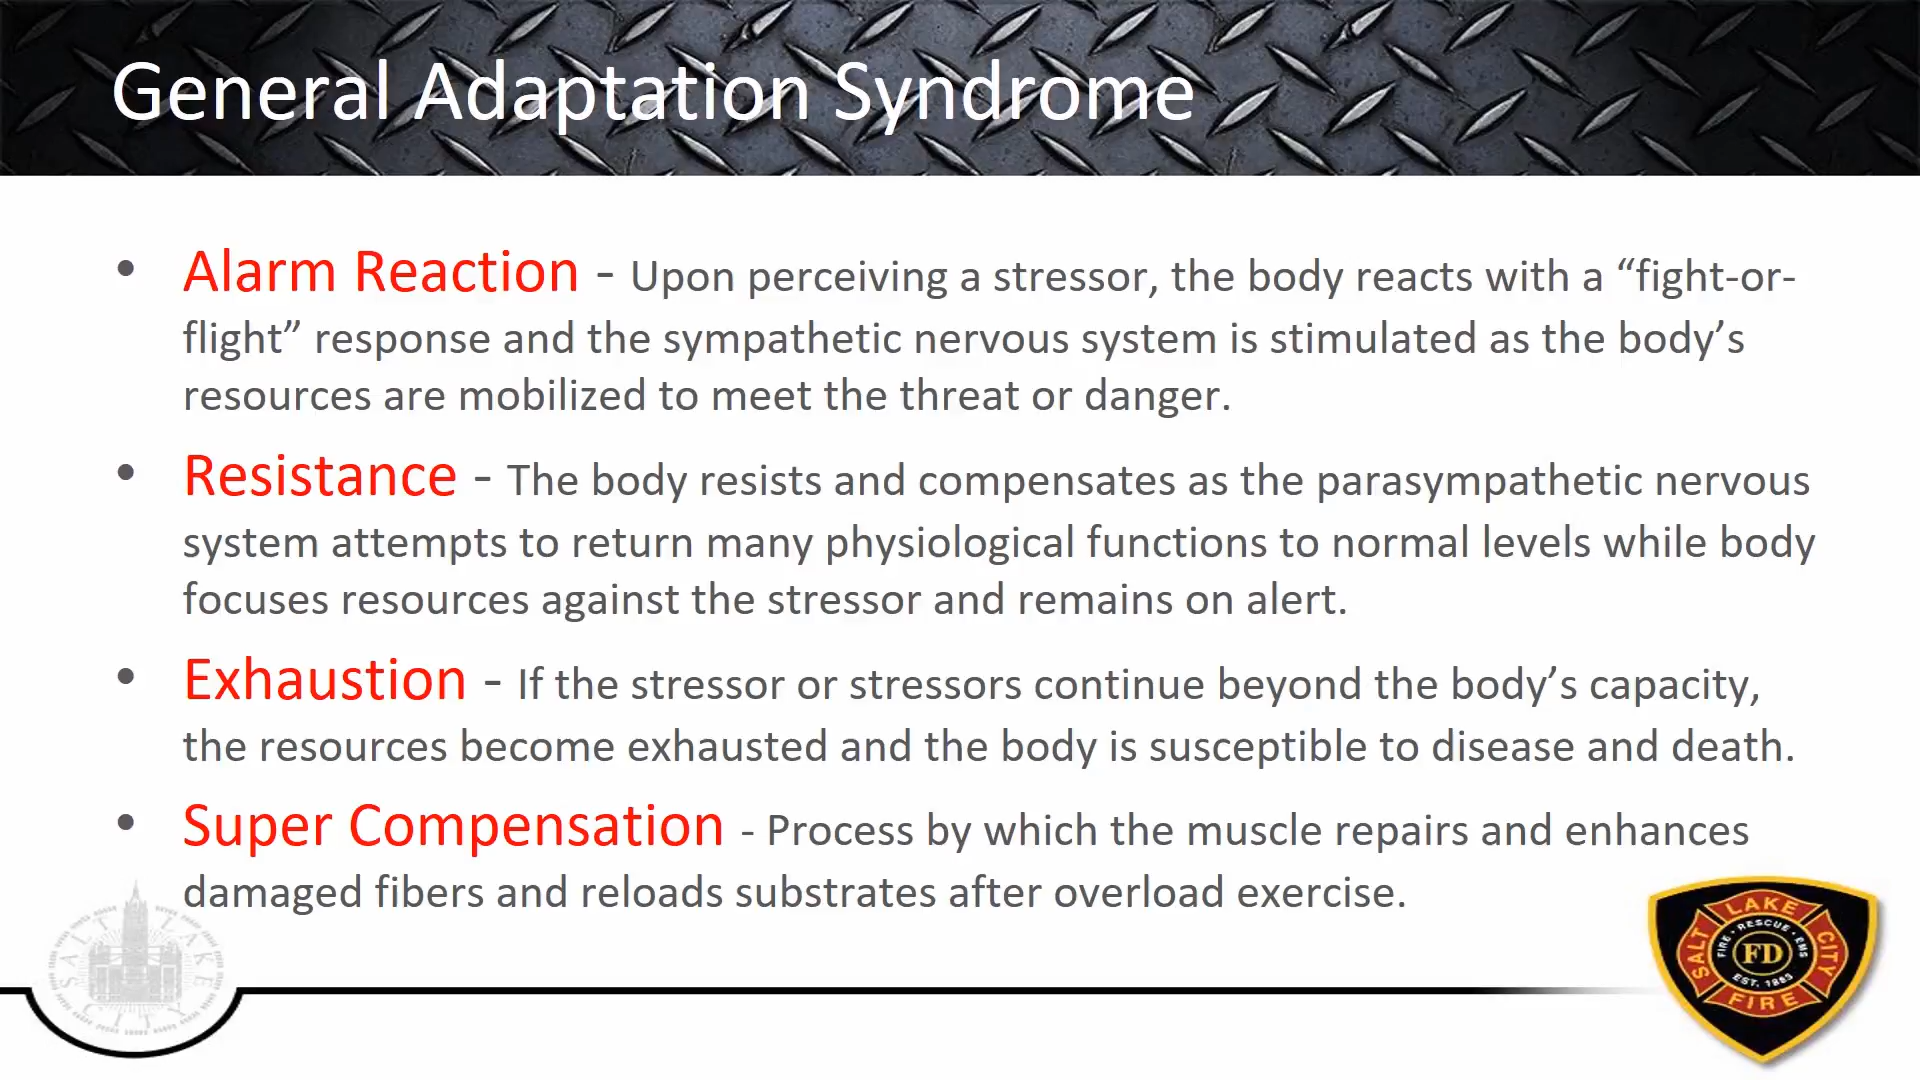 General Adaptation Syndrome
• Alarm Reaction - Upon perceiving a stressor, the body reacts with a “fight-or-
flight” response and the sympathetic nervous system is stimulated as the body’s
resources are mobilized to meet the threat or danger.
• Resistance - The body resists and compensates as the parasympathetic nervous
system attempts to return many physiological functions to normal levels while body
focuses resources against the stressor and remains on alert.
• Exhaustion - If the stressor or stressors continue beyond the body’s capacity,
the resources become exhausted and the body is susceptible to disease and death.
• Super Compensation - Process by which the muscle repairs and enhances
damaged fibers and reloads substrates after overload exercise.
SALT LAKE
CITY
SALT LAKE CITY
FIRE • RESCUE • EMS
FD
EST. 1883
FIRE